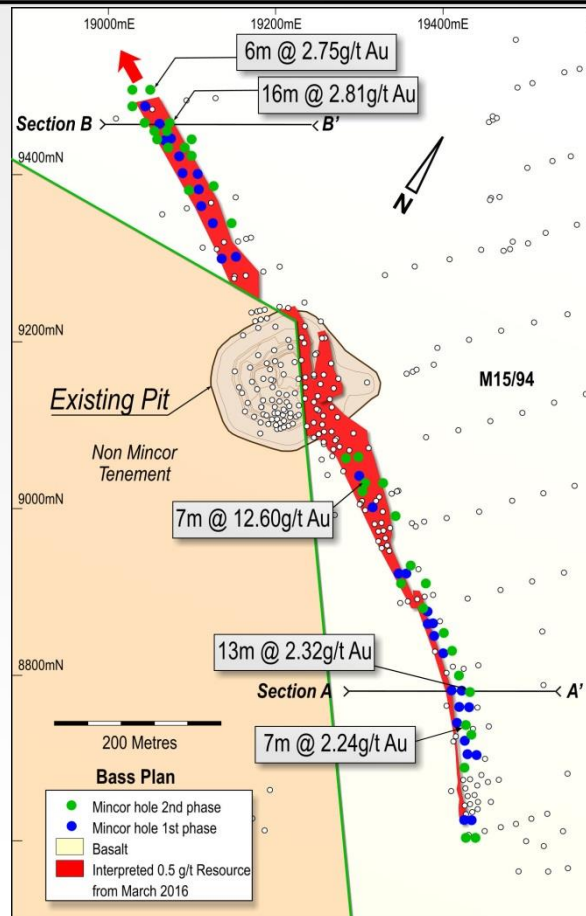 19000mE
19200mE
19400mE
6m @ 2.75g/t Au
16m @ 2.81g/t Au
Section B
B'
9400mN
N
9200mN
M15/94
Existing Pit
Non Mincor
Tenement
9000mN
7m @ 12.60g/t Au
13m @ 2.32g/t Au
8800mN
Section A
A'
7m @ 2.24g/t Au
200 Metres
Bass Plan
Mincor hole 2nd phase
Mincor hole 1st phase
Basalt
Interpreted 0.5 g/t Resource
from March 2016